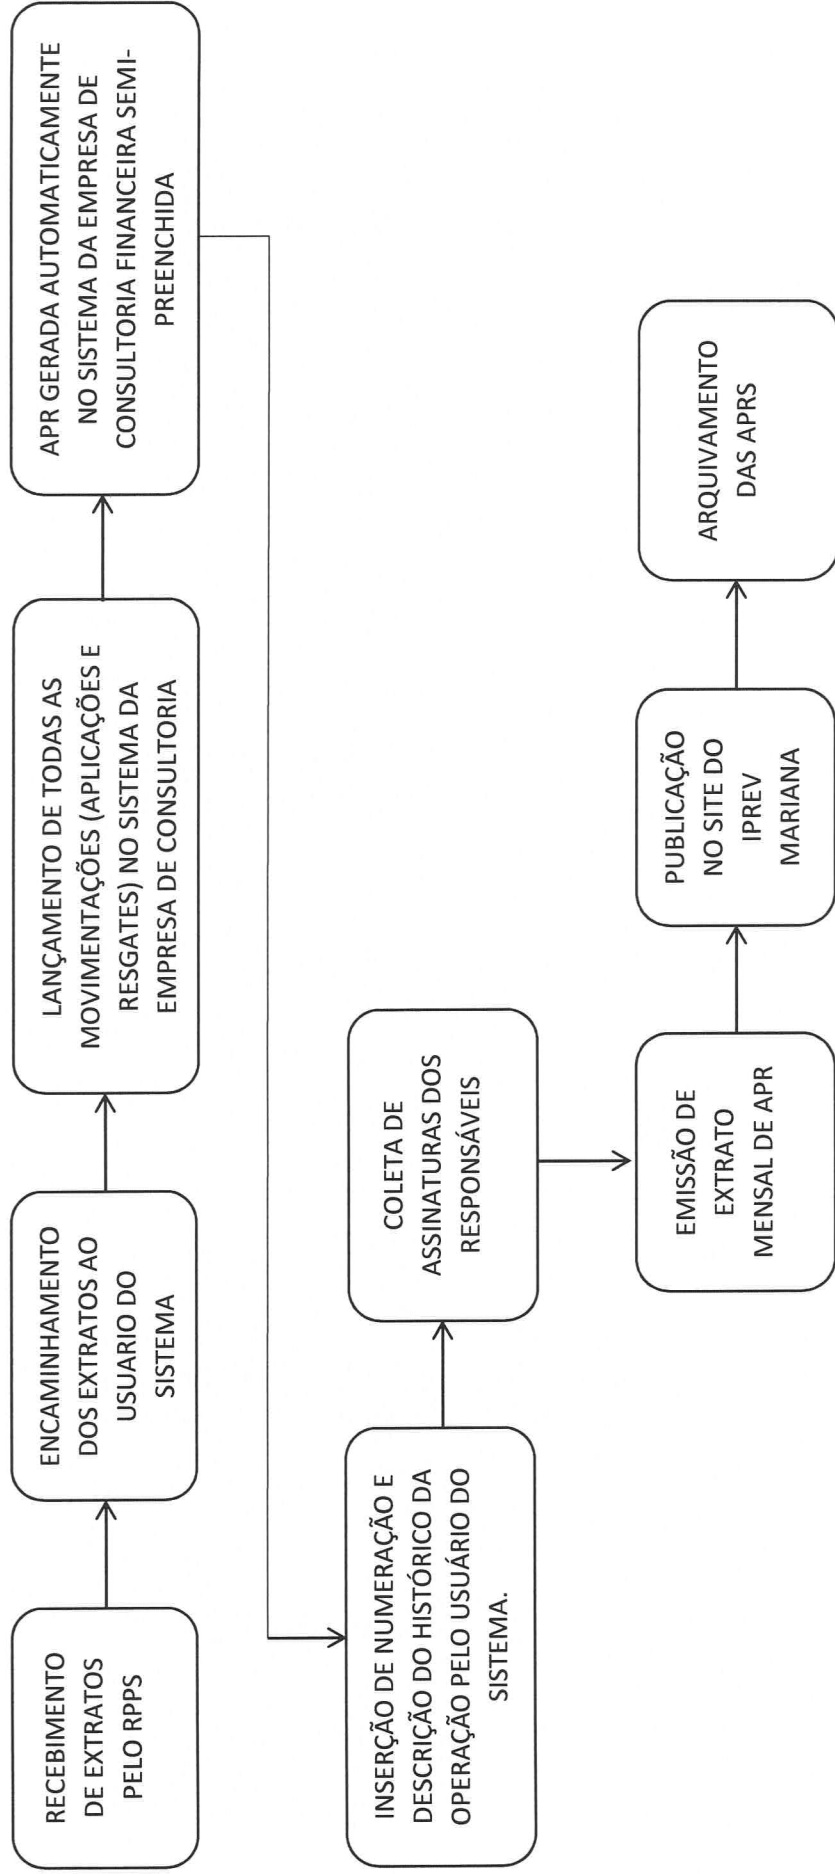 RECEBIMENTO
DE EXTRATOS
PELO RPPS
ENCAMINHAMENTO
DOS EXTRATOS AO
USUARIO DO
SISTEMA
LANÇAMENTO DE TODAS AS
MOVIMENTAÇÕES (APLICAÇÕES E
RESGATES) NO SISTEMA DA
EMPRESA DE CONSULTORIA
APR GERADA AUTOMATICAMENTE
NO SISTEMA DA EMPRESA DE
CONSULTORIA FINANCEIRA SEMI-
PREENCHIDA
INSERÇÃO DE NUMERAÇÃO E
DESCRIÇÃO DO HISTÓRICO DA
OPERAÇÃO PELO USUÁRIO DO
SISTEMA.
COLETA DE
ASSINATURAS DOS
RESPONSÁVEIS
EMISSÃO DE
EXTRATO
MENSAL DE APR
PUBLICAÇÃO
NO SITE DO
IPREV
MARIANA
ARQUIVAMENTO
DAS APRS